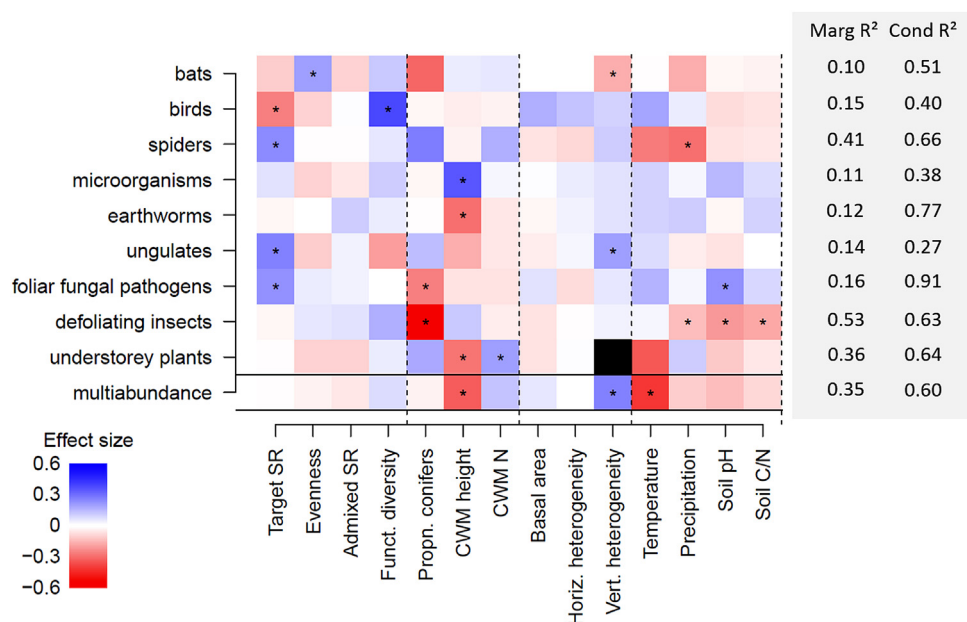 Marg R² Cond R²
bats * * 0.10 0.51
birds * * 0.15 0.40
spiders * * 0.41 0.66
microorganisms * 0.11 0.38
earthworms * 0.12 0.77
ungulates * * 0.14 0.27
foliar fungal pathogens * * * 0.16 0.91
defoliating insects * * * * 0.53 0.63
understorey plants * * 0.36 0.64
multiabundance * * * 0.35 0.60
Effect size
0.6
0.3
0
−0.3
−0.6
Target SR
Evenness
Admixed SR
Funct. diversity
Propn. conifers
CWM height
CWM N
Basal area
Horiz. heterogeneity
Vert. heterogeneity
Temperature
Precipitation
Soil pH
Soil C/N